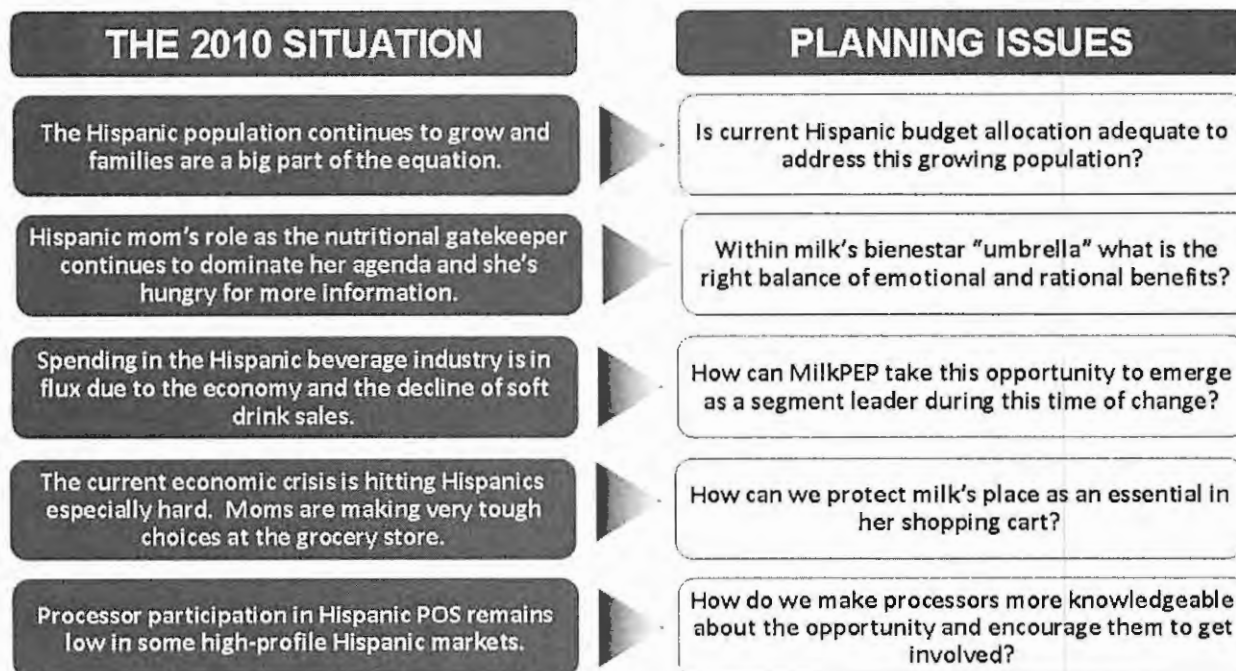 THE 2010 SITUATION
PLANNING ISSUES
The Hispanic population continues to grow and
families are a big part of the equation.
Is current Hispanic budget allocation adequate to
address this growing population?
Hispanic mom's role as the nutritional gatekeeper
continues to dominate her agenda and she's
hungry for more information.
Within milk's bienestar "umbrella" what is the
right balance of emotional and rational benefits?
Spending in the Hispanic beverage industry is in
flux due to the economy and the decline of soft
drink sales.
How can MilkPEP take this opportunity to emerge
as a segment leader during this time of change?
The current economic crisis is hitting Hispanics
especially hard.  Moms are making very tough
choices at the grocery store.
How can we protect milk's place as an essential in
her shopping cart?
Processor participation in Hispanic POS remains
low in some high-profile Hispanic markets.
How do we make processors more knowledgeable
about the opportunity and encourage them to get
involved?